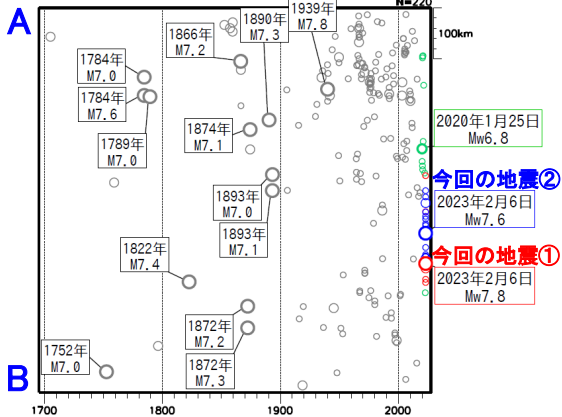 N=220
A
1939年
M7.8
1890年
M7.3
1866年
M7.2
100km
1784年
M7.0
1784年
M7.6
1789年
M7.0
1874年
M7.1
2020年1月25日
Mw6.8
今回の地震②
2023年2月6日
Mw7.6
1893年
M7.0
1893年
M7.1
今回の地震①
2023年2月6日
Mw7.8
1822年
M7.4
1872年
M7.2
1872年
M7.3
1752年
M7.0
B
1700 1800 1900 2000